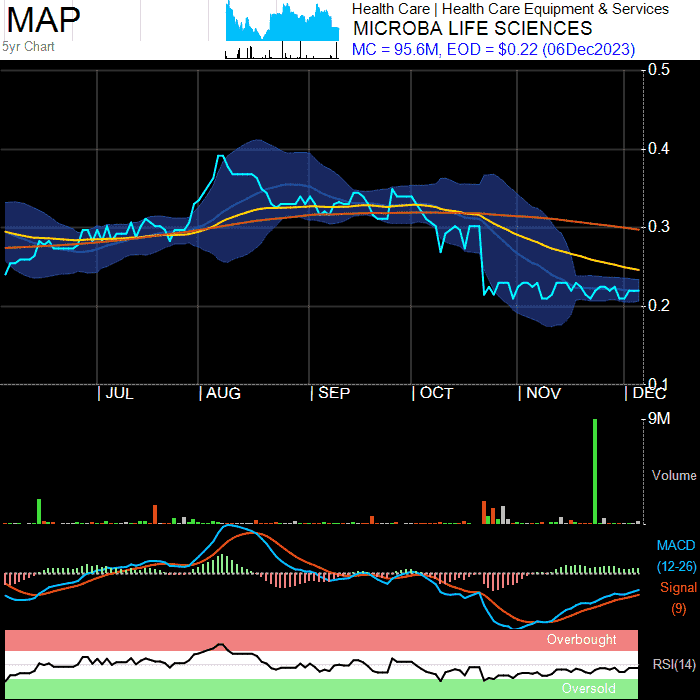 MAP
5yr Chart
Health Care | Health Care Equipment & Services
MICROBA LIFE SCIENCES
MC = 95.6M, EOD = $0.22 (06Dec2023)
0.5
0.4
0.3
0.2
0.1
| JUL | AUG | SEP | OCT | NOV | DEC
9M
Volume
MACD
(12-26)
Signal
(9)
Overbought
RSI(14)
Oversold